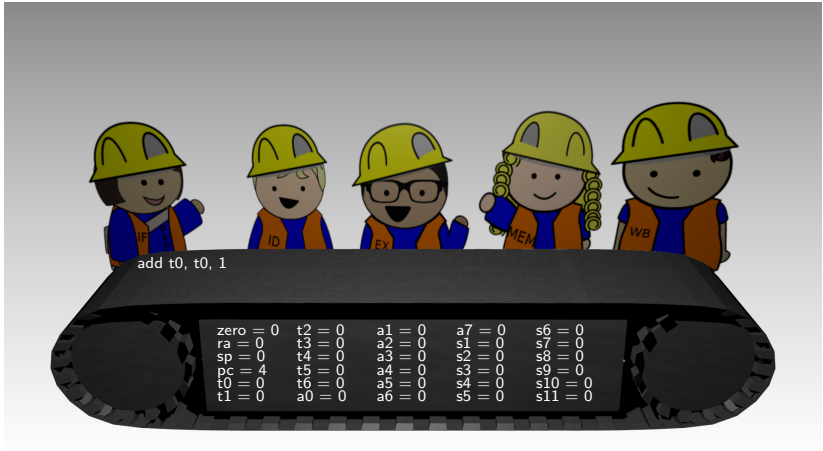 IF
ID
EX
MEM
WB
add t0, t0, 1
zero = 0 t2 = 0 a1 = 0 a7 = 0 s6 = 0
ra = 0 t3 = 0 a2 = 0 s1 = 0 s7 = 0
sp = 0 t4 = 0 a3 = 0 s2 = 0 s8 = 0
pc = 4 t5 = 0 a4 = 0 s3 = 0 s9 = 0
t0 = 0 t6 = 0 a5 = 0 s4 = 0 s10 = 0
t1 = 0 a0 = 0 a6 = 0 s5 = 0 s11 = 0